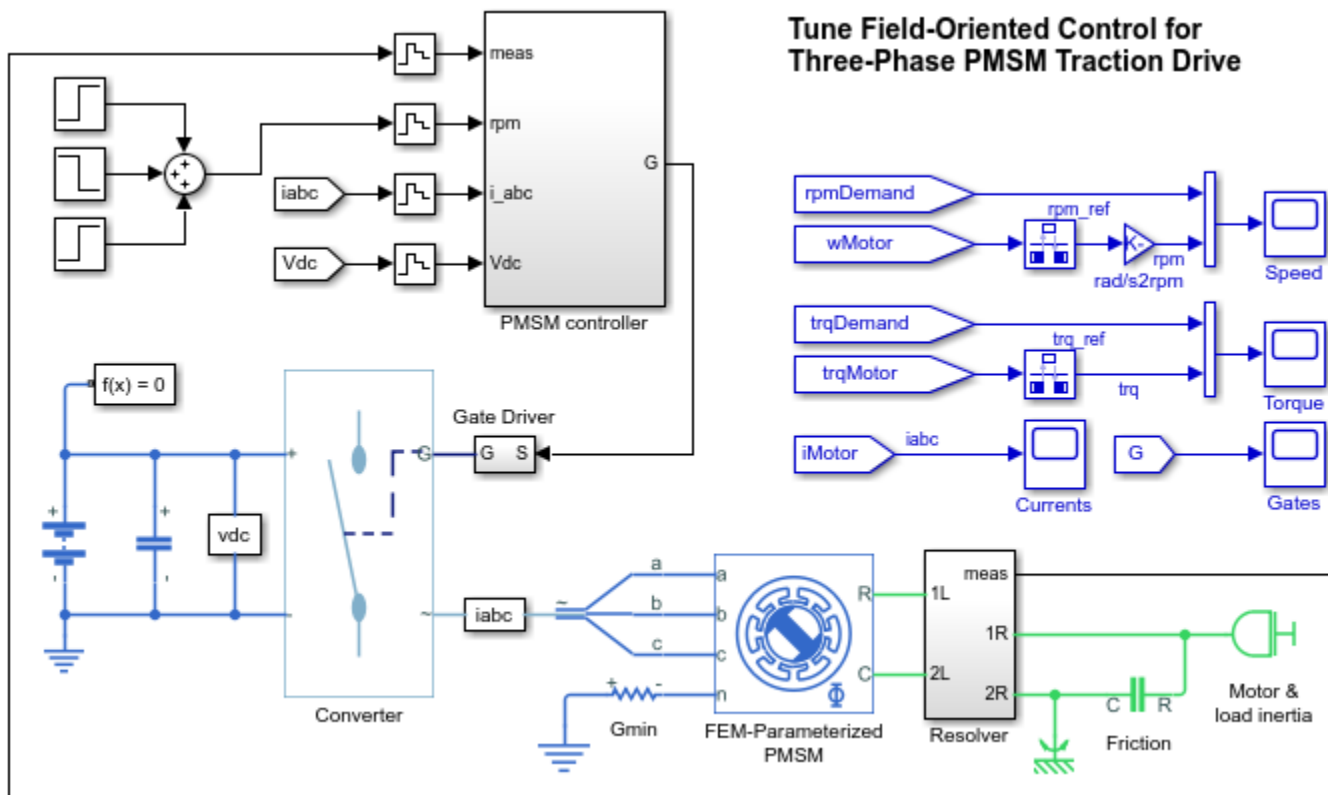 Tune Field-Oriented Control for
Three-Phase PMSM Traction Drive
meas
rpm
iabc
i_abc
Vdc
Vdc
G
PMSM controller
rpmDemand
rpm_ref
wMotor
K-
rpm
rad/s2rpm
Speed
trqDemand
trq_ref
trqMotor
trq
Torque
iMotor
iabc
Currents
G
Gates
f(x) = 0
Gate Driver
G
G S
+
+
+
vdc
-
-
-
~
Converter
iabc
~
a
b
c
a
b
c
n
+
-
Gmin
R
C
Φ
FEM-Parameterized
PMSM
meas
1L
1R
2L
2R
Resolver
C
R
Friction
Motor &
load inertia
+
+
+